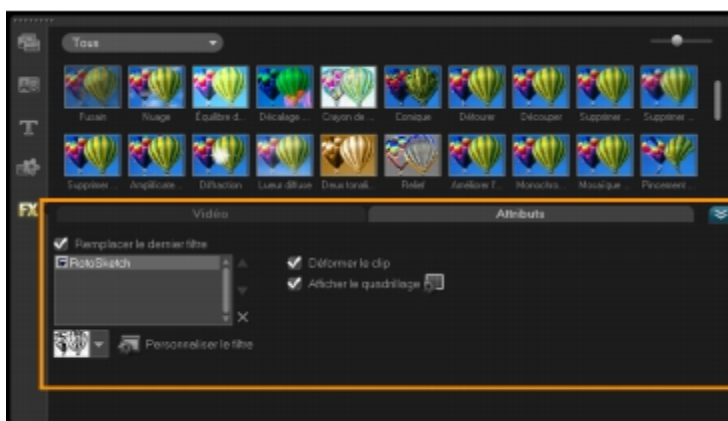 Tous
Fusain Nuage Équilibre d... Décalage ... Crayon de ... Comique Détourer Découper Supprimer ... Supprimer ...
Supprimer ... Amplificate... Diffraction Lueur diffuse Deux tonali... Relief Améliorer l'... Monochro... Mosaïque ... Pincement ...
FX
Vidéo Attributs
Remplacer le dernier filtre
RotoSketch
Déformer le clip
Afficher le quadrillage
Personnaliser le filtre